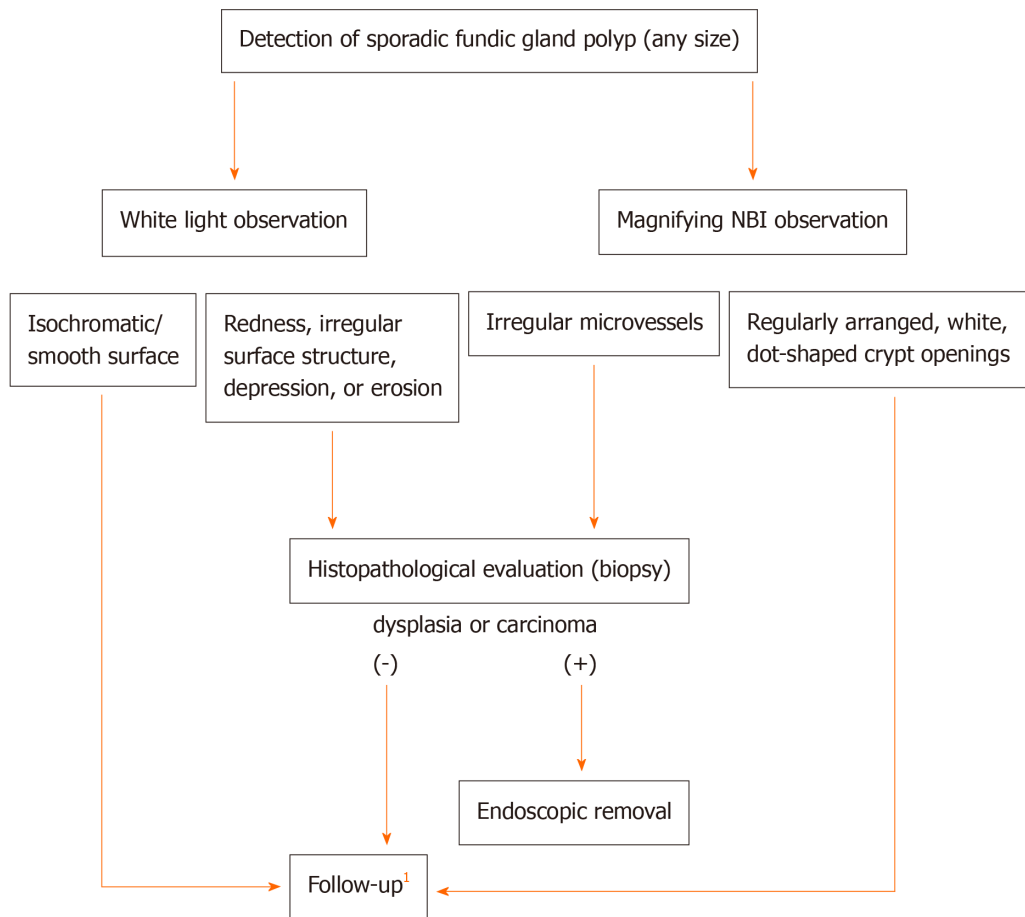 Detection of sporadic fundic gland polyp (any size)
White light observation
Magnifying NBI observation
Isochromatic/
smooth surface
Redness, irregular
surface structure,
depression, or erosion
Irregular microvessels
Regularly arranged, white,
dot-shaped crypt openings
Histopathological evaluation (biopsy)
dysplasia or carcinoma
(-)
(+)
Endoscopic removal
Follow-up¹